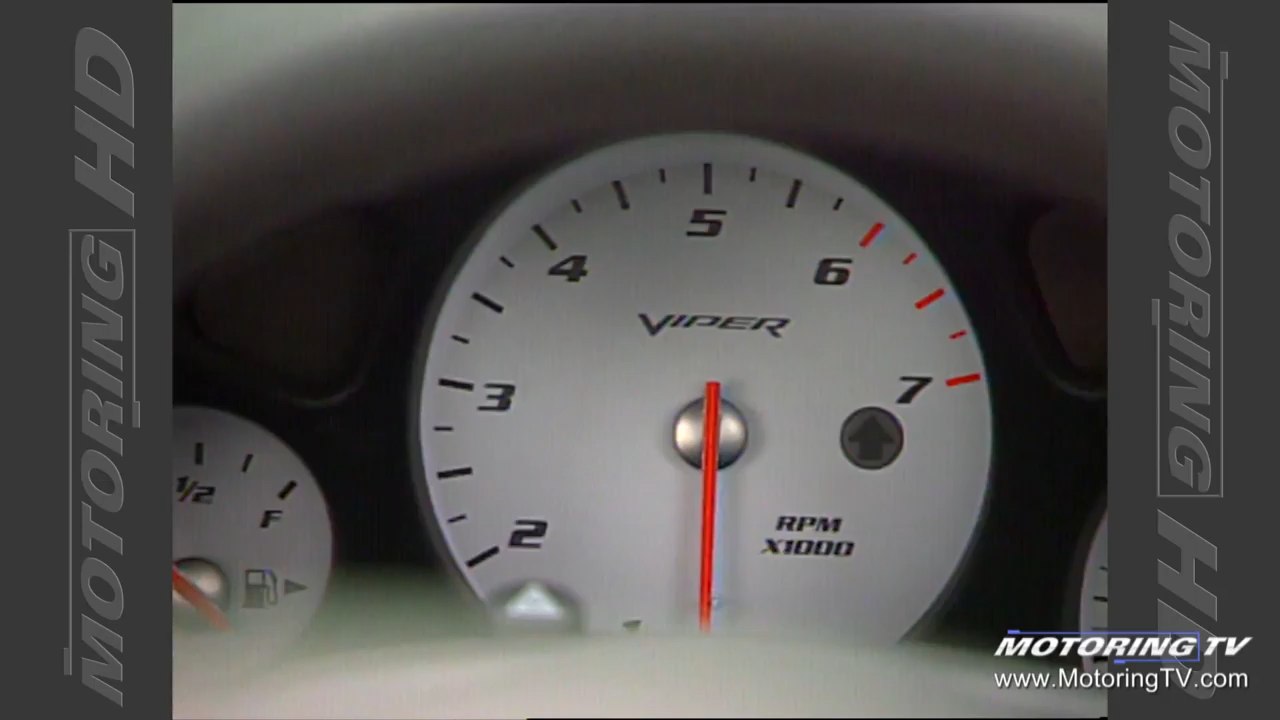 MOTORING HD
5
4
6
VIPER
3
7
1/2
F
2
RPM
X1000
MOTORING HD
MOTORING TV
www.MotoringTV.com